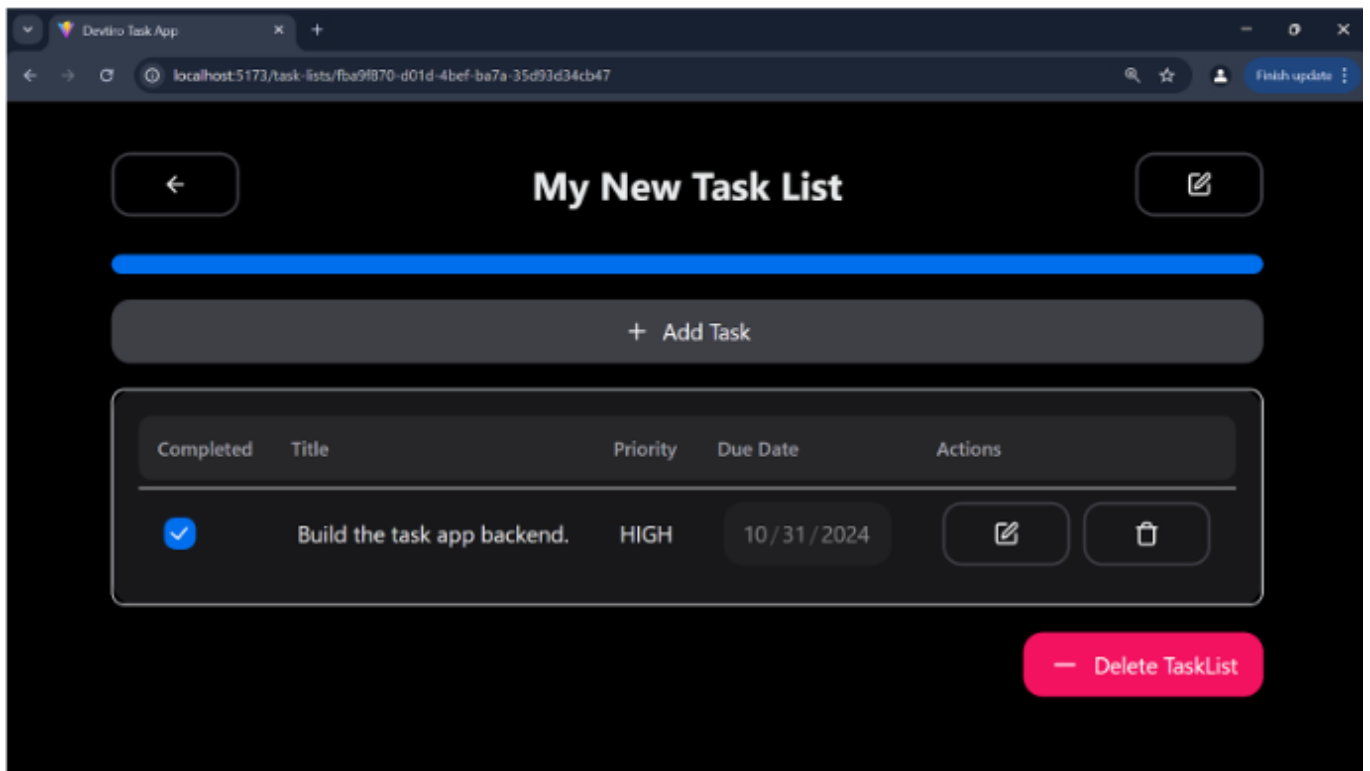 Devtiro Task App
localhost:5173/task-lists/fba9f870-d01d-4bef-ba7a-35d93d34cb47
Finish update
My New Task List
+ Add Task
Completed Title Priority Due Date Actions
Build the task app backend. HIGH 10/31/2024
Delete TaskList